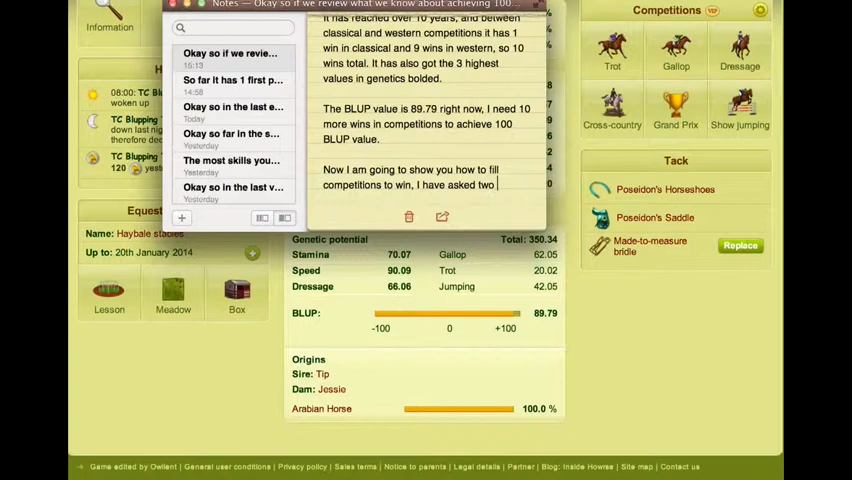 Notes — Okay so if we review what we know about achieving 100...
Information
Okay so if we revie...
15:13
So far it has 1 first p...
14:58
Okay so in the last e...
Today
Okay so far in the s...
Yesterday
The most skills you...
Yesterday
Okay so in the last v...
Yesterday
It has reached over 10 years, and between
classical and western competitions it has 1
win in classical and 9 wins in western, so 10
wins total. It has also got the 3 highest
values in genetics bolded.
The BLUP value is 89.79 right now, I need 10
more wins in competitions to achieve 100
BLUP value.
Now I am going to show you how to fill
competitions to win, I have asked two
08:00: TC B
woken up
TC Blupping
down last nig
therefore dec
TC Blupping
120
Equest
Name: Haybale stables
Up to: 20th January 2014
Lesson
Meadow
Box
Genetic potential Total: 350.34
Stamina 70.07 Gallop 62.05
Speed 90.09 Trot 20.02
Dressage 66.06 Jumping 42.05
BLUP: 89.79
-100 0 +100
Origins
Sire: Tip
Dam: Jessie
Arabian Horse 100.0 %
Competitions VIP
Trot
Gallop
Dressage
Cross-country
Grand Prix
Show jumping
Tack
Poseidon's Horseshoes
Poseidon's Saddle
Made-to-measure
bridle
Replace
Game edited by Owlient | General user conditions | Privacy policy | Sales terms | Notice to parents | Legal details | Partner | Blog: Inside Howrse | Site map | Contact us